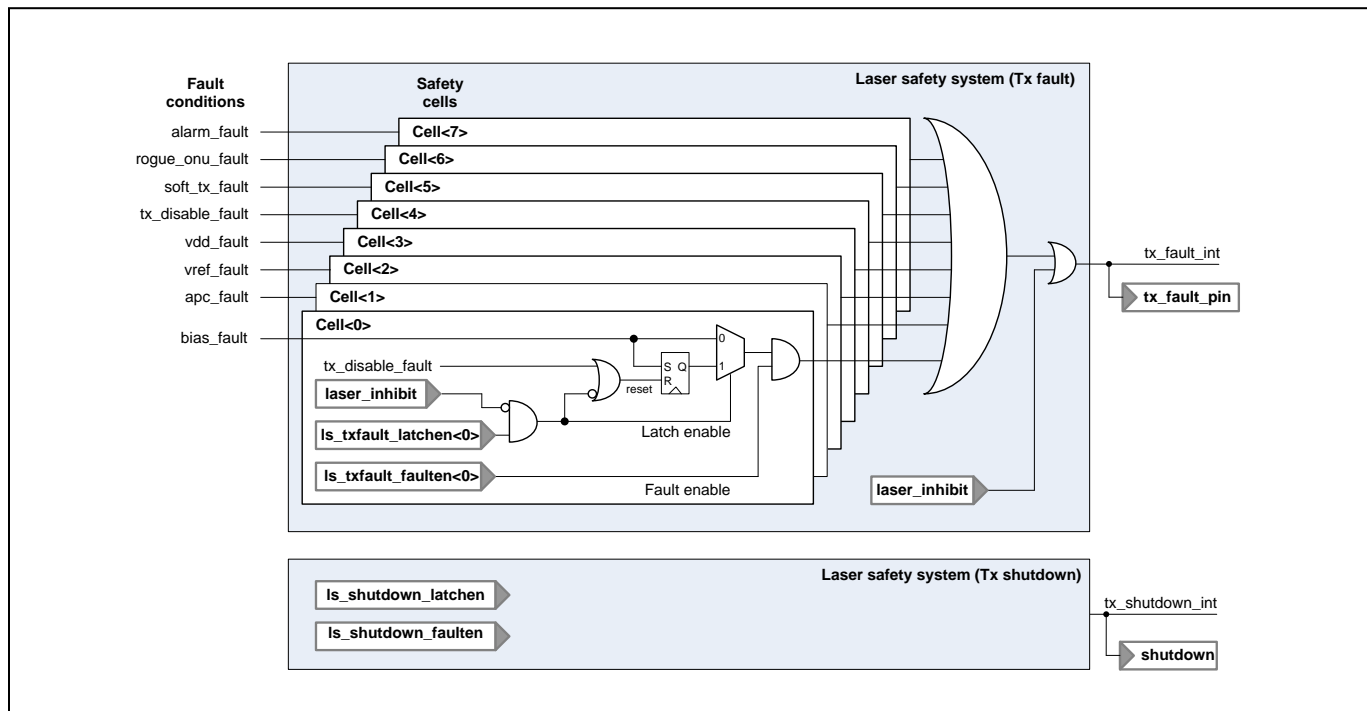 Laser safety system (Tx fault)
Fault
conditions
Safety
cells
alarm_fault
Cell<7>
rogue_onu_fault
Cell<6>
soft_tx_fault
Cell<5>
tx_disable_fault
Cell<4>
vdd_fault
Cell<3>
vref_fault
Cell<2>
apc_fault
Cell<1>
Cell<0>
bias_fault
0
1
tx_disable_fault
S Q
R
reset
laser_inhibit
ls_txfault_latchen<0>
Latch enable
ls_txfault_faulten<0>
Fault enable
laser_inhibit
tx_fault_int
tx_fault_pin
Laser safety system (Tx shutdown)
ls_shutdown_latchen
ls_shutdown_faulten
tx_shutdown_int
shutdown